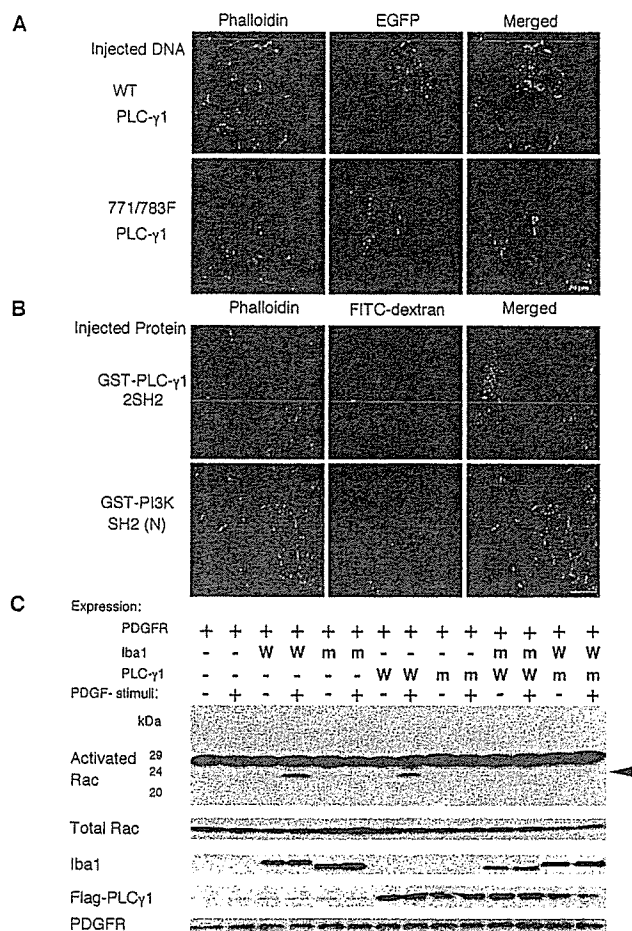 A
Phalloidin EGFP Merged
Injected DNA
WT
PLC-γ1
771/783F
PLC-γ1
B
Phalloidin FITC-dextran Merged
Injected Protein
GST-PLC-γ1
2SH2
GST-PI3K
SH2 (N)
C
Expression:
PDGFR + + + + + + + + + + + + + +
Iba1 - - W W m m - - - - m m W W
PLC-γ1 - - - - - - W W m m W W m m
PDGF-stimuli: - + - + - + - + - + - + - +
kDa
Activated Rac
29
24
20
Total Rac
Iba1
Flag-PLCγ1
PDGFR